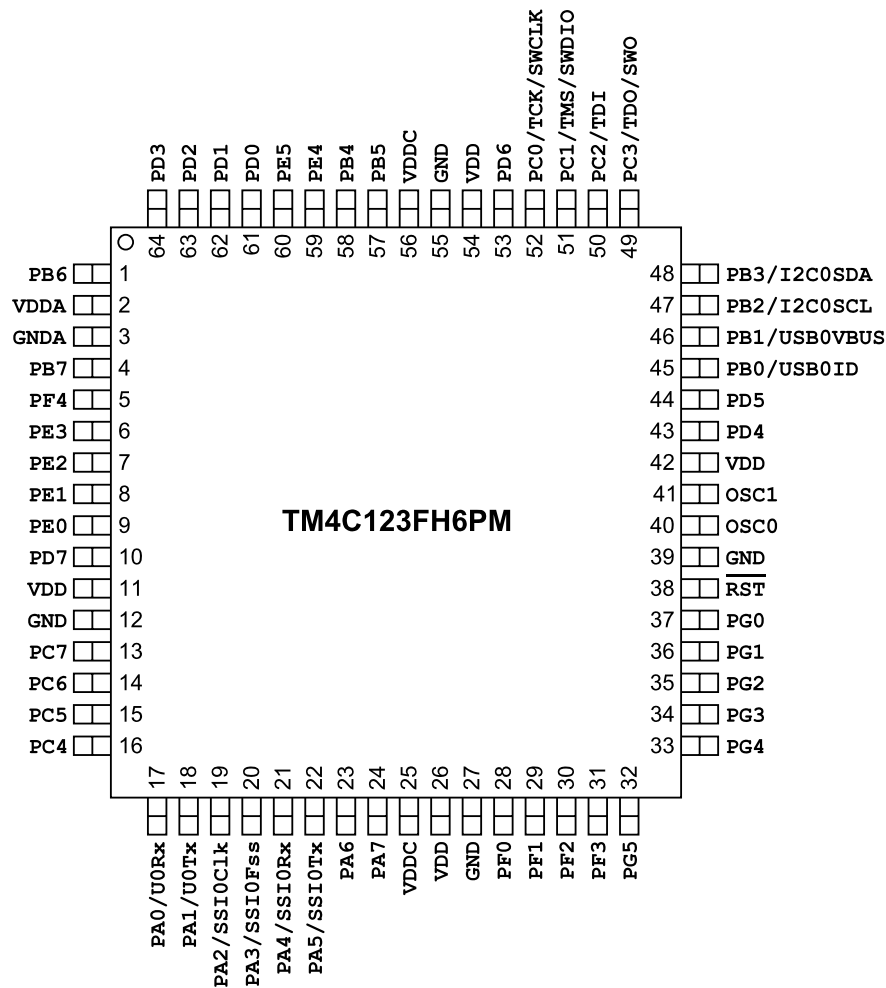 PD3
PD2
PD1
PD0
PE5
PE4
PB4
PB5
VDDC
GND
VDD
PD6
PC0/TCK/SWCLK
PC1/TMS/SWDIO
PC2/TDI
PC3/TDO/SWO
64
63
62
61
60
59
58
57
56
55
54
53
52
51
50
49
PB6 1
VDDA 2
GNDA 3
PB7 4
PF4 5
PE3 6
PE2 7
PE1 8
PE0 9
PD7 10
VDD 11
GND 12
PC7 13
PC6 14
PC5 15
PC4 16
TM4C123FH6PM
48 PB3/I2C0SDA
47 PB2/I2C0SCL
46 PB1/USB0VBUS
45 PB0/USB0ID
44 PD5
43 PD4
42 VDD
41 OSC1
40 OSC0
39 GND
38 RST
37 PG0
36 PG1
35 PG2
34 PG3
33 PG4
17
18
19
20
21
22
23
24
25
26
27
28
29
30
31
32
PA0/U0Rx
PA1/U0Tx
PA2/SSI0Clk
PA3/SSI0Fss
PA4/SSI0Rx
PA5/SSI0Tx
PA6
PA7
VDDC
VDD
GND
PF0
PF1
PF2
PF3
PG5